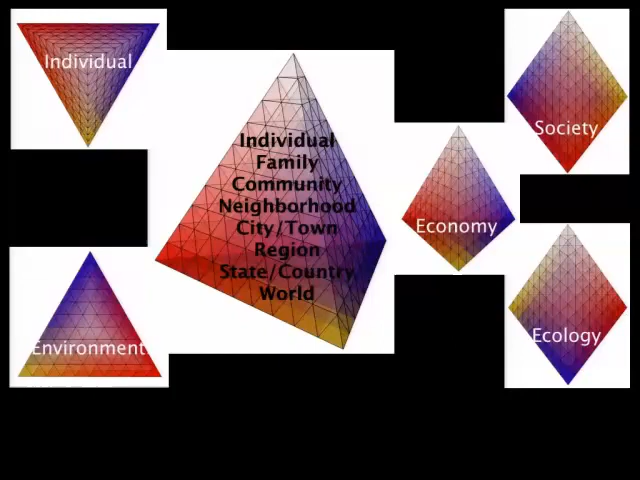 Individual
Individual
Family
Community
Neighborhood
City/Town
Region
State/Country
World
Environment
Economy
Society
Ecology